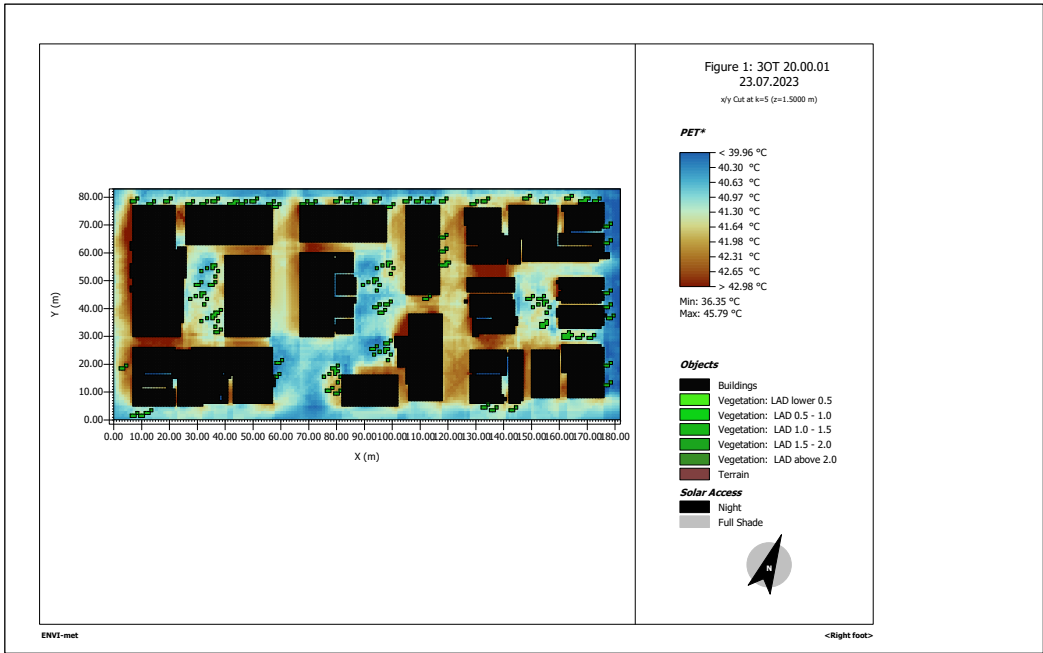 Figure 1: 3OT 20.00.01
23.07.2023
x/y Cut at k=5 (z=1.5000 m)
PET*
< 39.96 °C
40.30 °C
40.63 °C
40.97 °C
41.30 °C
41.64 °C
41.98 °C
42.31 °C
42.65 °C
> 42.98 °C
Min: 36.35 °C
Max: 45.79 °C
80.00
70.00
60.00
50.00
40.00
30.00
20.00
10.00
0.00
Y (m)
0.00 10.00 20.00 30.00 40.00 50.00 60.00 70.00 80.00 90.00 100.00 110.00 120.00 130.00 140.00 150.00 160.00 170.00 180.00
X (m)
Objects
Buildings
Vegetation: LAD lower 0.5
Vegetation: LAD 0.5 - 1.0
Vegetation: LAD 1.0 - 1.5
Vegetation: LAD 1.5 - 2.0
Vegetation: LAD above 2.0
Terrain
Solar Access
Night
Full Shade
N
ENVI-met
<Right foot>